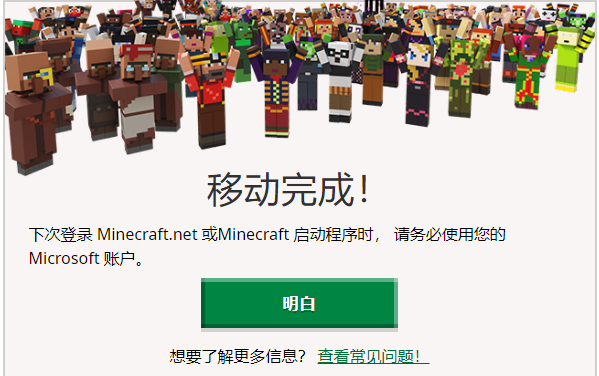 移动完成!
下次登录 Minecraft.net 或Minecraft 启动程序时， 请务必使用您的
Microsoft 账户。
明白
想要了解更多信息？ 查看常见问题！